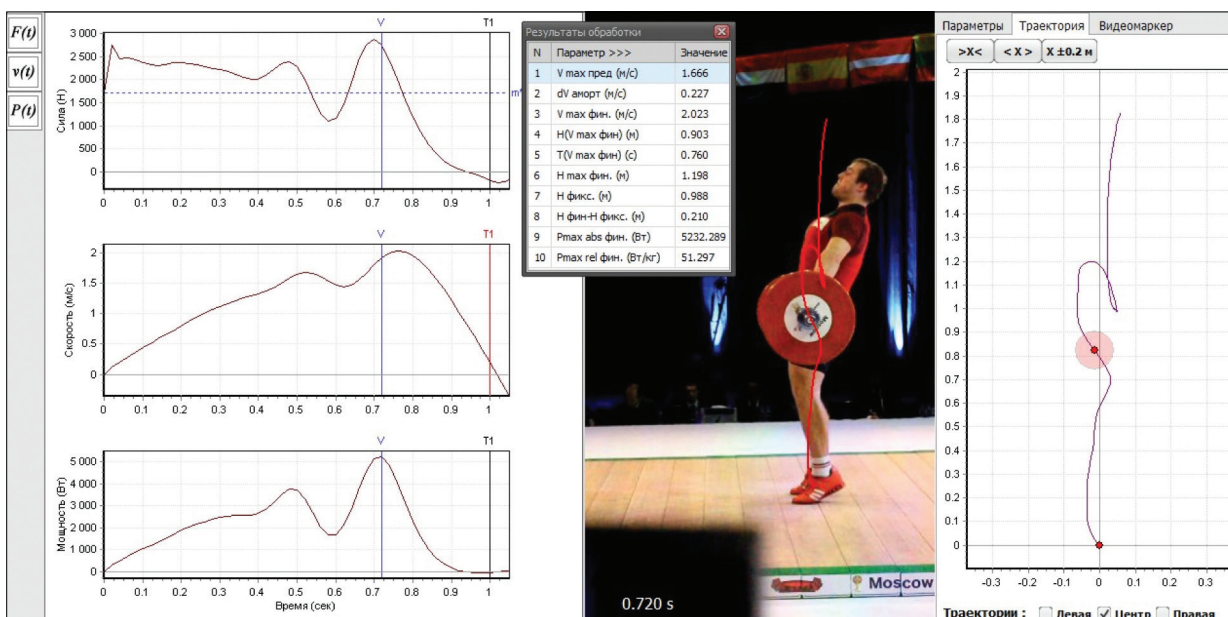 F(t)
v(t)
P(t)
V T1
Сила (Н)
3 000
2 500
2 000
1 500
1 000
500
0
0 0.1 0.2 0.3 0.4 0.5 0.6 0.7 0.8 0.9 1
V T1
Скорость (м/с)
2
1.5
1
0.5
0
0 0.1 0.2 0.3 0.4 0.5 0.6 0.7 0.8 0.9 1
V T1
Мощность (Вт)
5 000
4 000
3 000
2 000
1 000
0
0 0.1 0.2 0.3 0.4 0.5 0.6 0.7 0.8 0.9 1
Время (сек)
Результаты обработки
N Параметр >>> Значение
1 V max пред (м/с) 1.666
2 dV аморт (м/с) 0.227
3 V max фин. (м/с) 2.023
4 H(V max фин) (м) 0.903
5 T(V max фин) (с) 0.760
6 H max фин. (м) 1.198
7 H фикс. (м) 0.988
8 H фин-H фикс. (м) 0.210
9 Pmax abs фин. (Вт) 5232.289
10 Pmax rel фин. (Вт/кг) 51.297
0.720 s
Moscow
Параметры Траектория Видеомаркер
>X< < X > X ±0.2 м
2
1.9
1.8
1.7
1.6
1.5
1.4
1.3
1.2
1.1
1
0.9
0.8
0.7
0.6
0.5
0.4
0.3
0.2
0.1
0
-0.3 -0.2 -0.1 0 0.1 0.2 0.3
Траектории : Левая Центр Правая